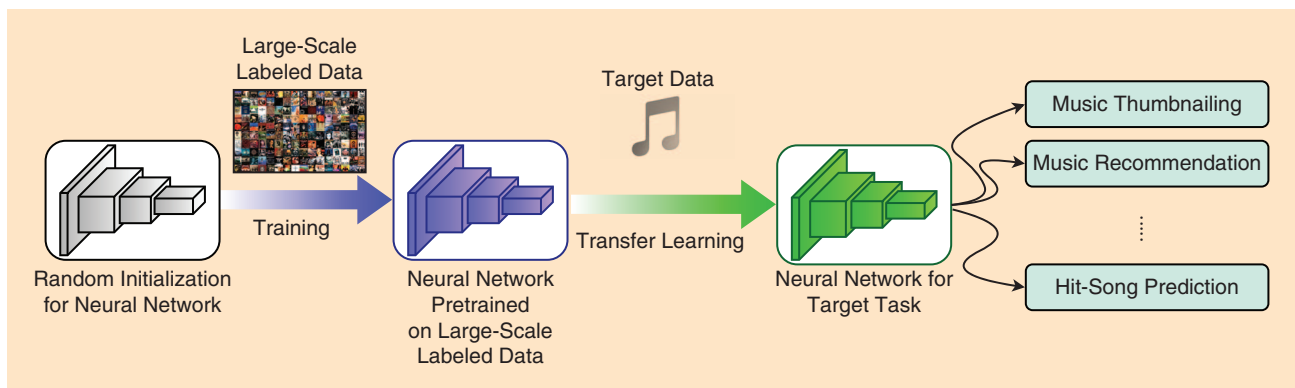 Large-Scale
Labeled Data
Target Data
Training
Transfer Learning
Random Initialization
for Neural Network
Neural Network
Pretrained
on Large-Scale
Labeled Data
Neural Network for
Target Task
Music Thumbnailing
Music Recommendation
Hit-Song Prediction